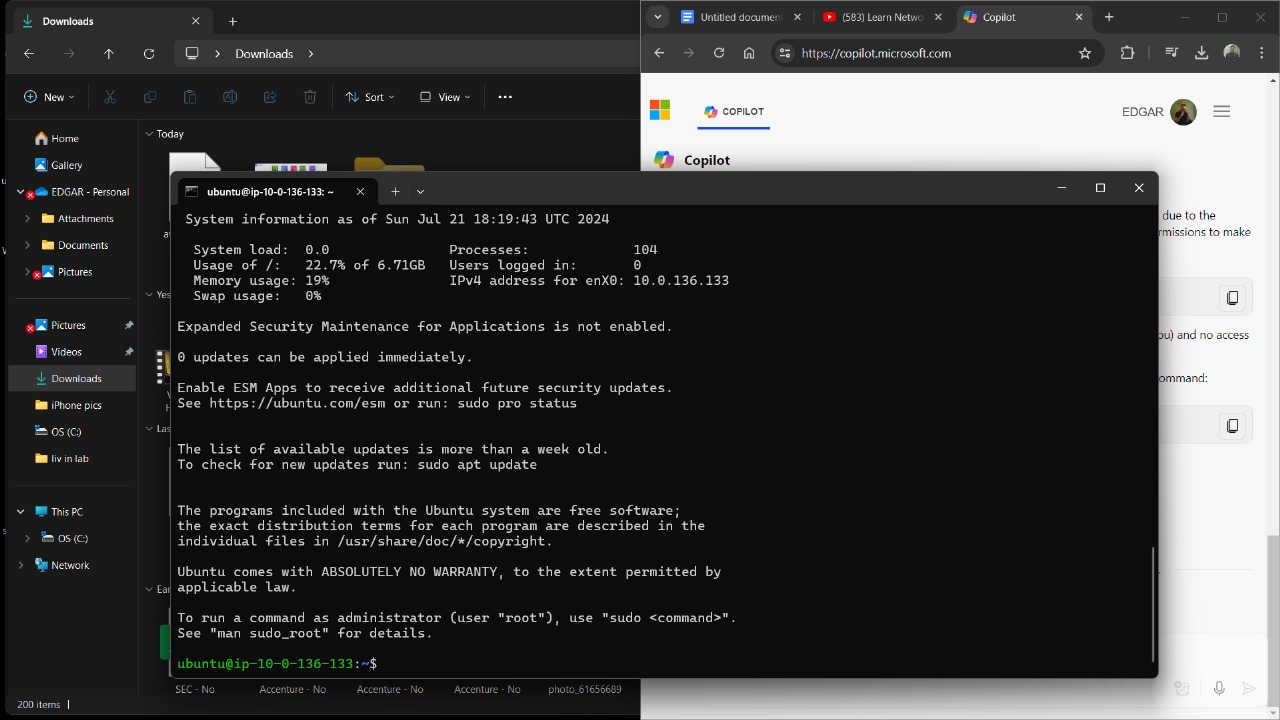 Downloads
Untitled documen
(583) Learn Netwo
Copilot
Downloads
https://copilot.microsoft.com
New
Sort
View
COPILOT
EDGAR
Home
Today
Copilot
Gallery
EDGAR - Personal
ubuntu@ip-10-0-136-133: ~
Attachments
System information as of Sun Jul 21 18:19:43 UTC 2024
due to the
missions to make
Documents
System load: 0.0 Processes: 104
Usage of /: 22.7% of 6.71GB Users logged in: 0
Pictures
Memory usage: 19% IPv4 address for enX0: 10.0.136.133
Swap usage: 0%
Yes
Pictures
Expanded Security Maintenance for Applications is not enabled.
ou) and no access
Videos
0 updates can be applied immediately.
Downloads
ommand:
Enable ESM Apps to receive additional future security updates.
See https://ubuntu.com/esm or run: sudo pro status
iPhone pics
OS (C:)
Las
The list of available updates is more than a week old.
To check for new updates run: sudo apt update
liv in lab
This PC
The programs included with the Ubuntu system are free software;
the exact distribution terms for each program are described in the
individual files in /usr/share/doc/*/copyright.
OS (C:)
Network
Ubuntu comes with ABSOLUTELY NO WARRANTY, to the extent permitted by
applicable law.
Ear
To run a command as administrator (user "root"), use "sudo <command>".
See "man sudo_root" for details.
ubuntu@ip-10-0-136-133:~$
SEC - No
Accenture - No
Accenture - No
Accenture - No
photo_61656689
200 items